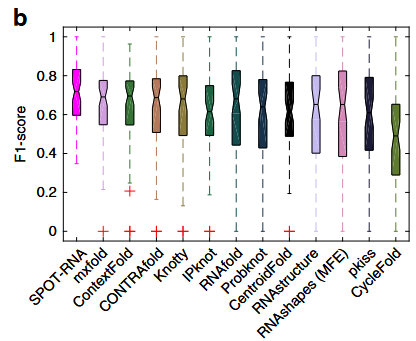 b
1
0.8
0.6
0.4
0.2
0
F1-score
SPOT-RNA
mxfold
ContextFold
CONTRAfold
Knotty
IPknot
RNAfold
Probknot
CentroidFold
RNAstructure
RNAshapes (MFE)
pkiss
CycleFold